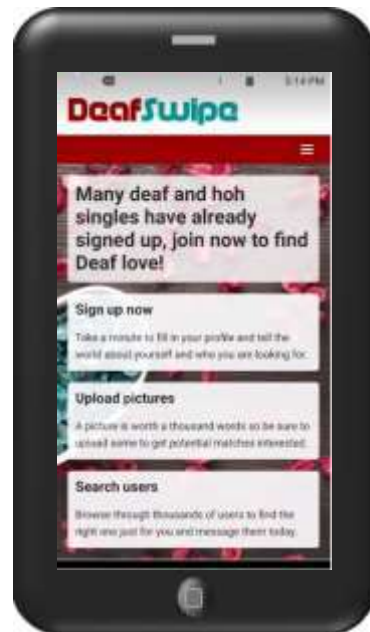 5:14 PM
DeafSwipe
Many deaf and hoh
singles have already
signed up, join now to find
Deaf love!
Sign up now
Take a minute to fill in your profile and tell the
world about yourself and who you are looking for.
Upload pictures
A picture is worth a thousand words so be sure to
upload some to get potential matches interested.
Search users
Browse through thousands of users to find the
right one just for you and message them today.